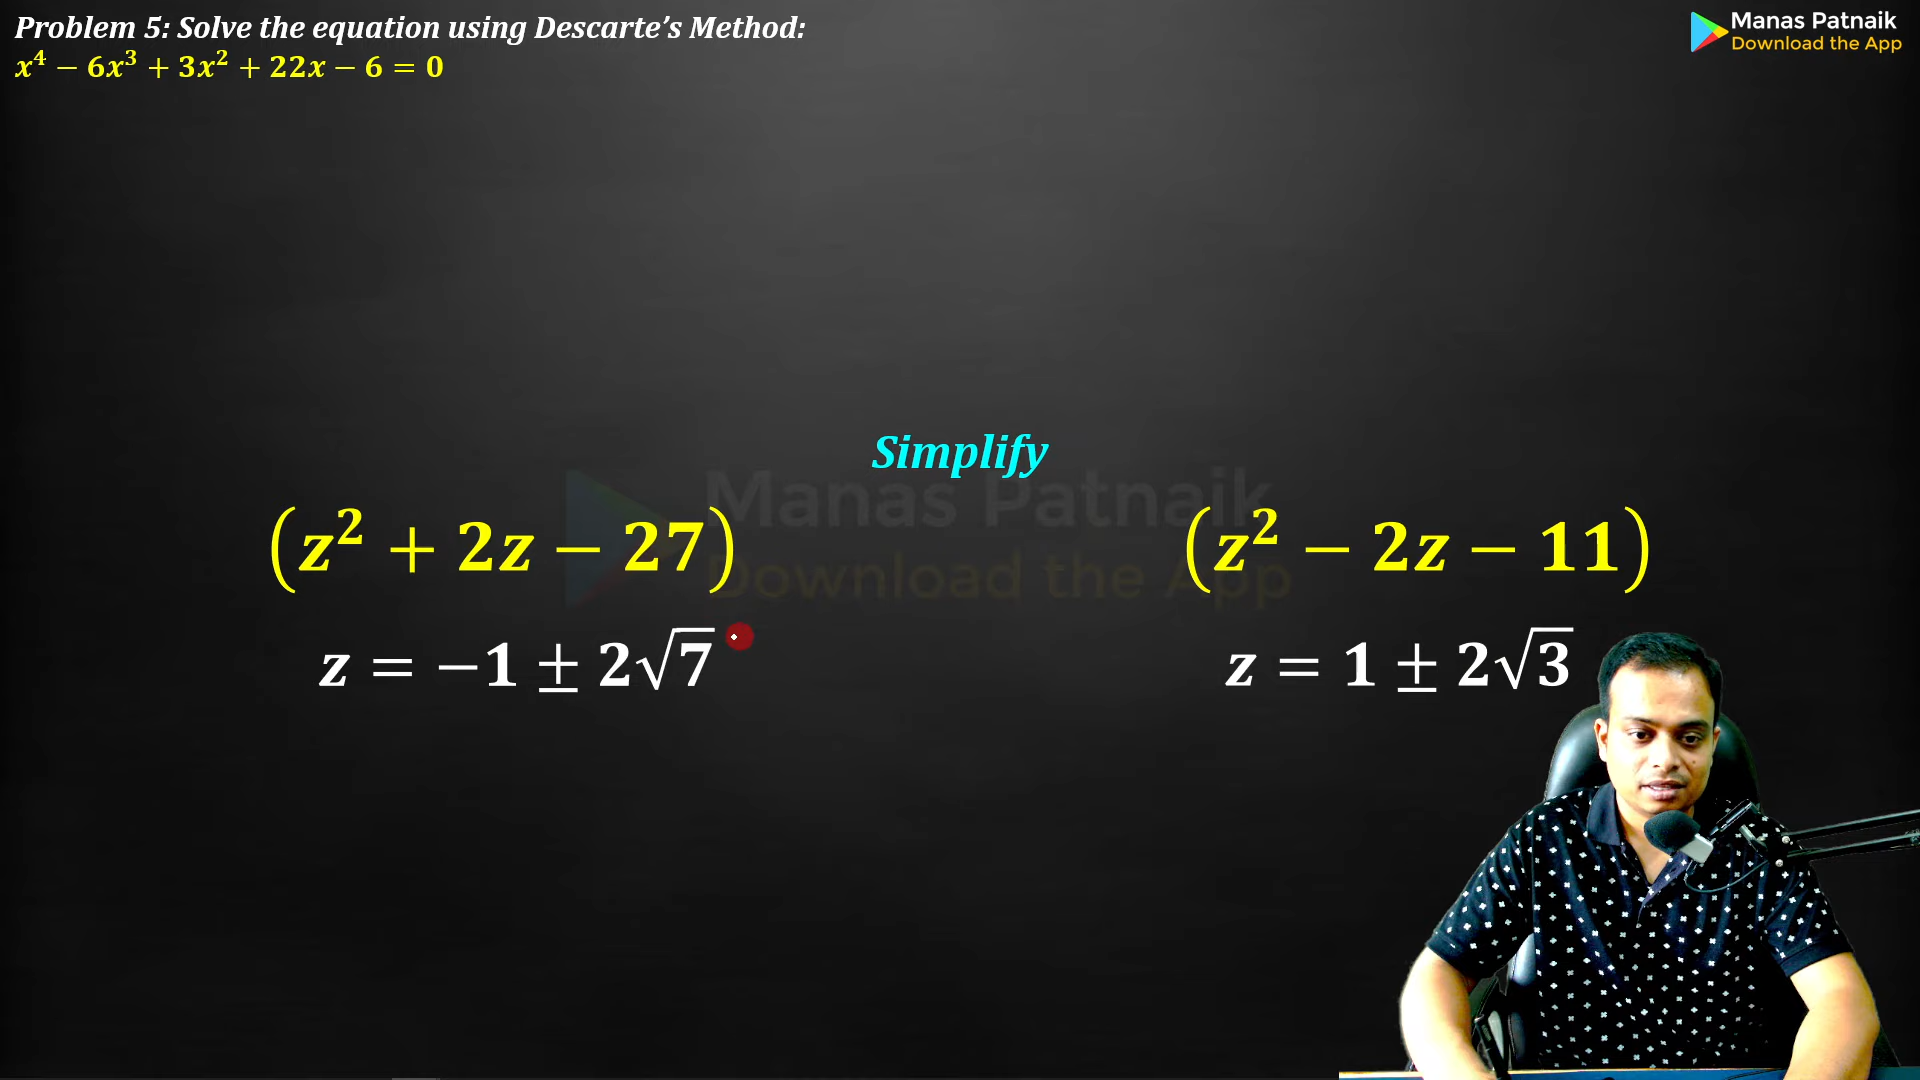 Problem 5: Solve the equation using Descarte's Method:
x⁴ − 6x³ + 3x² + 22x − 6 = 0
Manas Patnaik
Download the App
Simplify
Manas Patnaik
Download the App
(z² + 2z − 27)
(z² − 2z − 11)
z = −1 ± 2√7
z = 1 ± 2√3